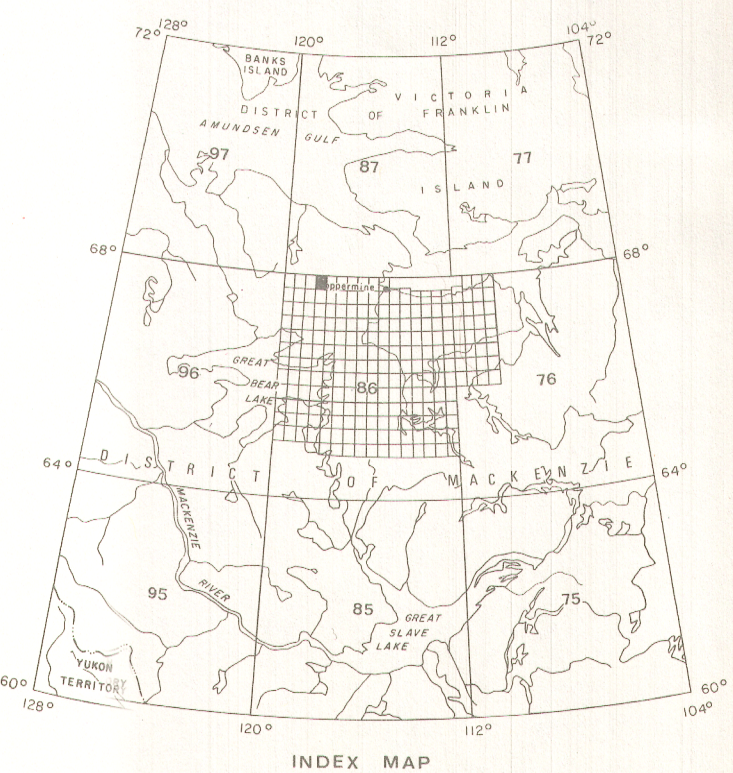 128° 120° 112° 104°
72° 72°
BANKS
ISLAND
VICTORIA
DISTRICT OF FRANKLIN
AMUNDSEN GULF
97 87 77
ISLAND
68° 68°
oppermine
GREAT
96 86 76
BEAR
LAKE
DISTRICT OF MACKENZIE
64° 64°
MACKENZIE
RIVER
95 85 75
GREAT
SLAVE
LAKE
YUKON
TERRITORY
60° 60°
128° 120° 112° 104°
INDEX MAP